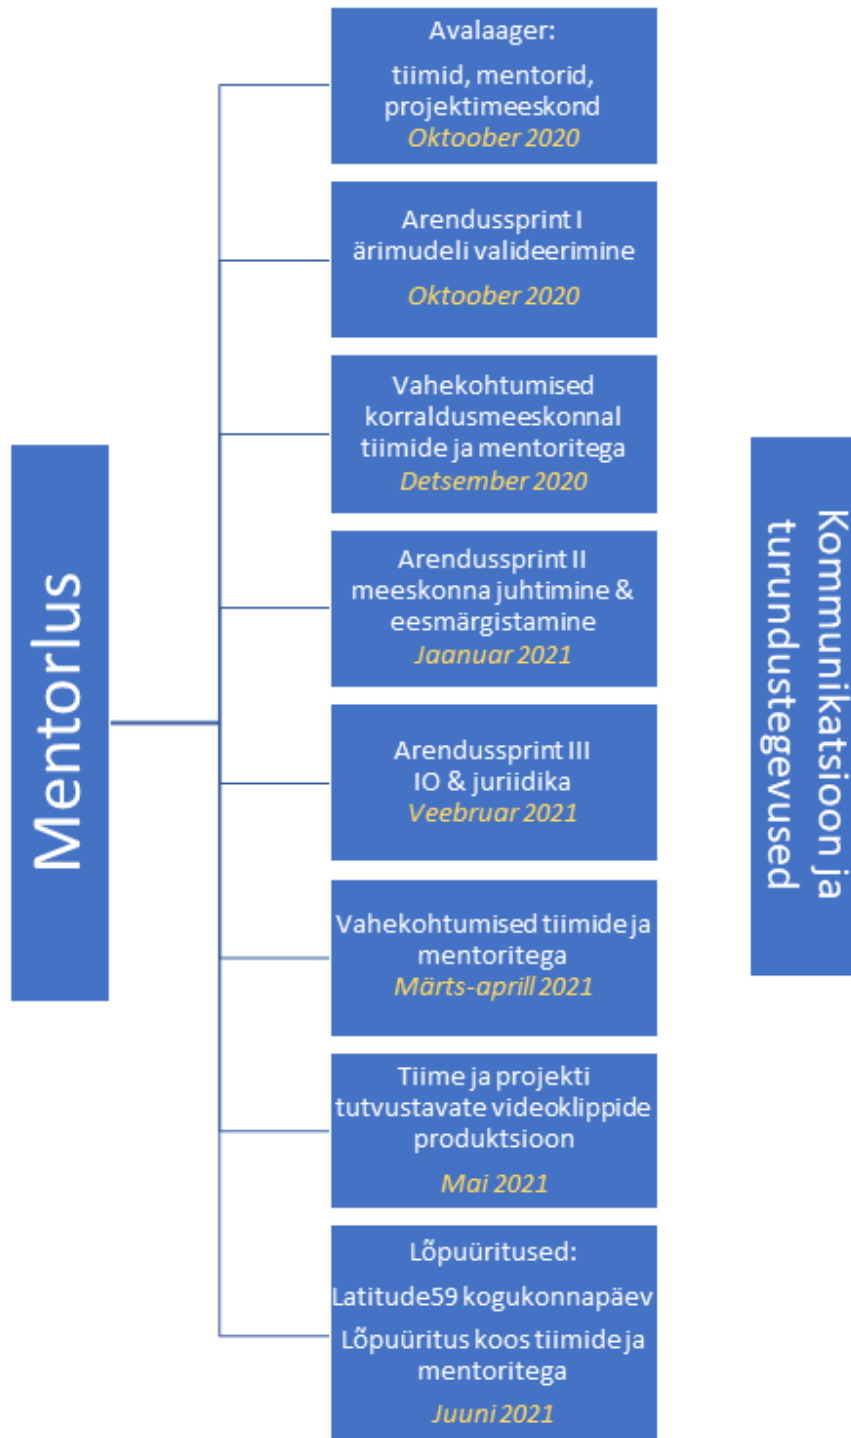 Mentorlus
Avalaager:
tiimid, mentorid,
projektimeeskond
Oktoober 2020
Arendussprint I
ärimudeli valideerimine
Oktoober 2020
Vahekohtumised
korraldusmeeskonnal
tiimide ja mentoritega
Detsember 2020
Arendussprint II
meeskonna juhtimine &
eesmärgistamine
Jaanuar 2021
Arendussprint III
IO & juriidika
Veebruar 2021
Vahekohtumised tiimide ja
mentoritega
Märts-aprill 2021
Tiime ja projekti
tutvustavate videoklippide
produktsioon
Mai 2021
Lõpuüritused:
Latitude59 kogukonnapäev
Lõpuüritus koos tiimide ja
mentoritega
Juuni 2021
Kommunikatsioon ja
turundustegevused